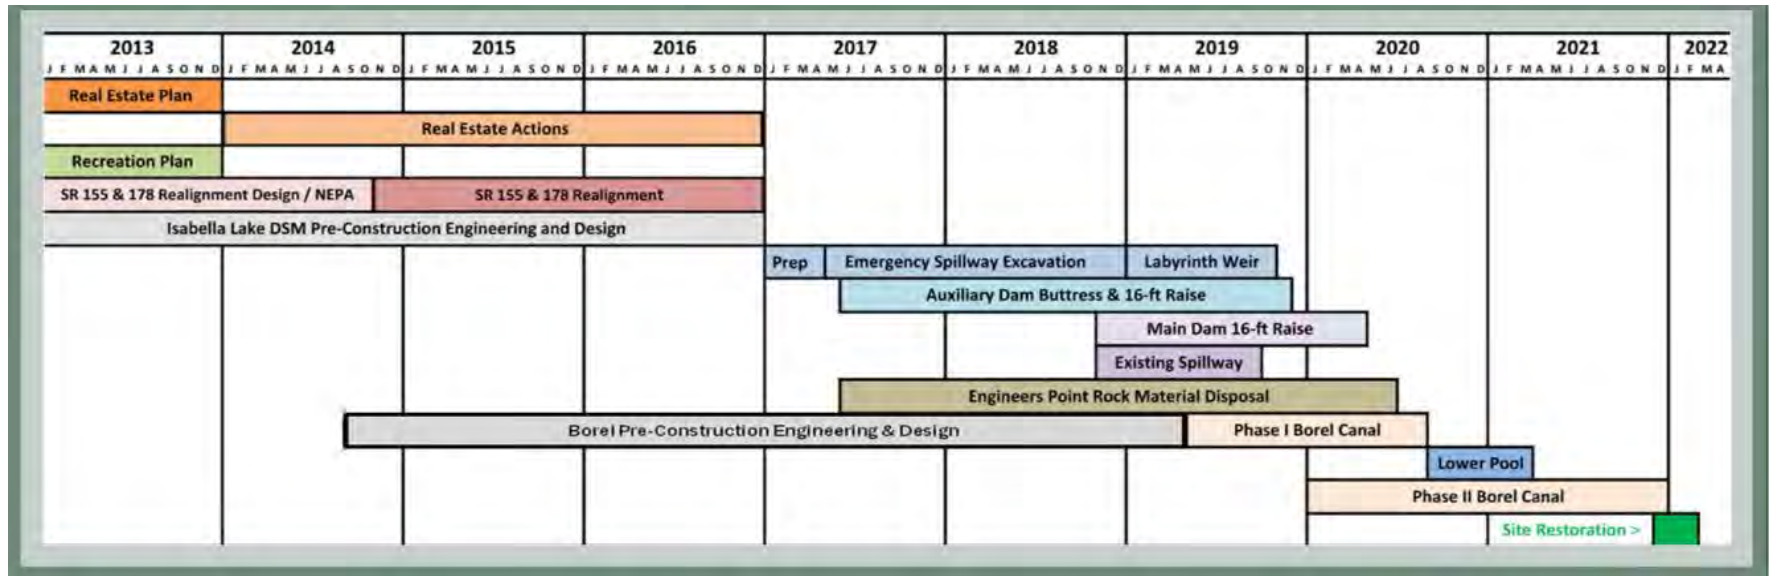 2013 2014 2015 2016 2017 2018 2019 2020 2021 2022
J F M A M J J A S O N D J F M A M J J A S O N D J F M A M J J A S O N D J F M A M J J A S O N D J F M A M J J A S O N D J F M A M J J A S O N D J F M A M J J A S O N D J F M A M J J A S O N D J F M A M J J A S O N D J F M A
Real Estate Plan
Real Estate Actions
Recreation Plan
SR 155 & 178 Realignment Design / NEPA SR 155 & 178 Realignment
Isabella Lake DSM Pre-Construction Engineering and Design
Prep Emergency Spillway Excavation Labyrinth Weir
Auxiliary Dam Buttress & 16-ft Raise
Main Dam 16-ft Raise
Existing Spillway
Engineers Point Rock Material Disposal
Borel Pre-Construction Engineering & Design Phase I Borel Canal
Lower Pool
Phase II Borel Canal
Site Restoration >